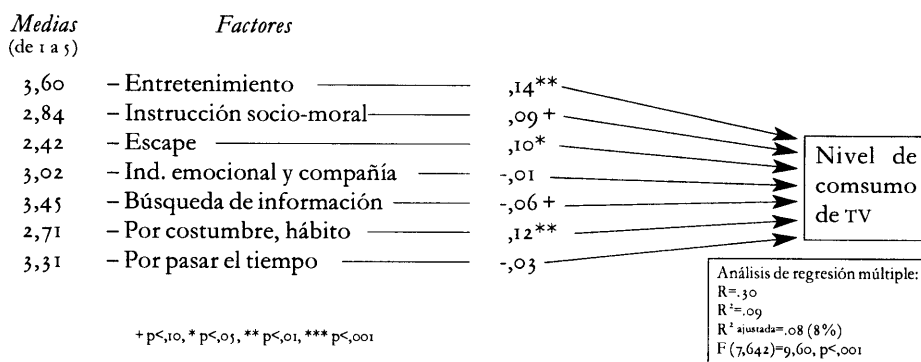 Medias Factores
(de 1 a 5)
3,60 – Entretenimiento ,14**
2,84 – Instrucción socio-moral ,09 +
2,42 – Escape ,10*
3,02 – Ind. emocional y compañía -,01
3,45 – Búsqueda de información -,06 +
2,71 – Por costumbre, hábito ,12**
3,31 – Por pasar el tiempo -,03
Nivel de
comsumo
de TV
+ p<,10, * p<,05, ** p<,01, *** p<,001
Análisis de regresión múltiple:
R=.30
R²=.09
R² ajustada=.08 (8%)
F (7,642)=9,60, p<,001